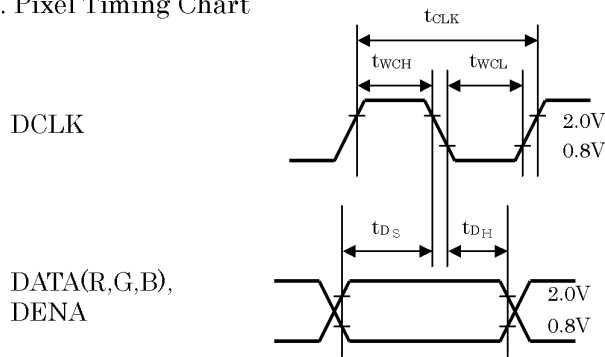 . Pixel Timing Chart
tCLK
tWCH
tWCL
DCLK
2.0V
0.8V
tDS
tDH
DATA(R,G,B),
DENA
2.0V
0.8V